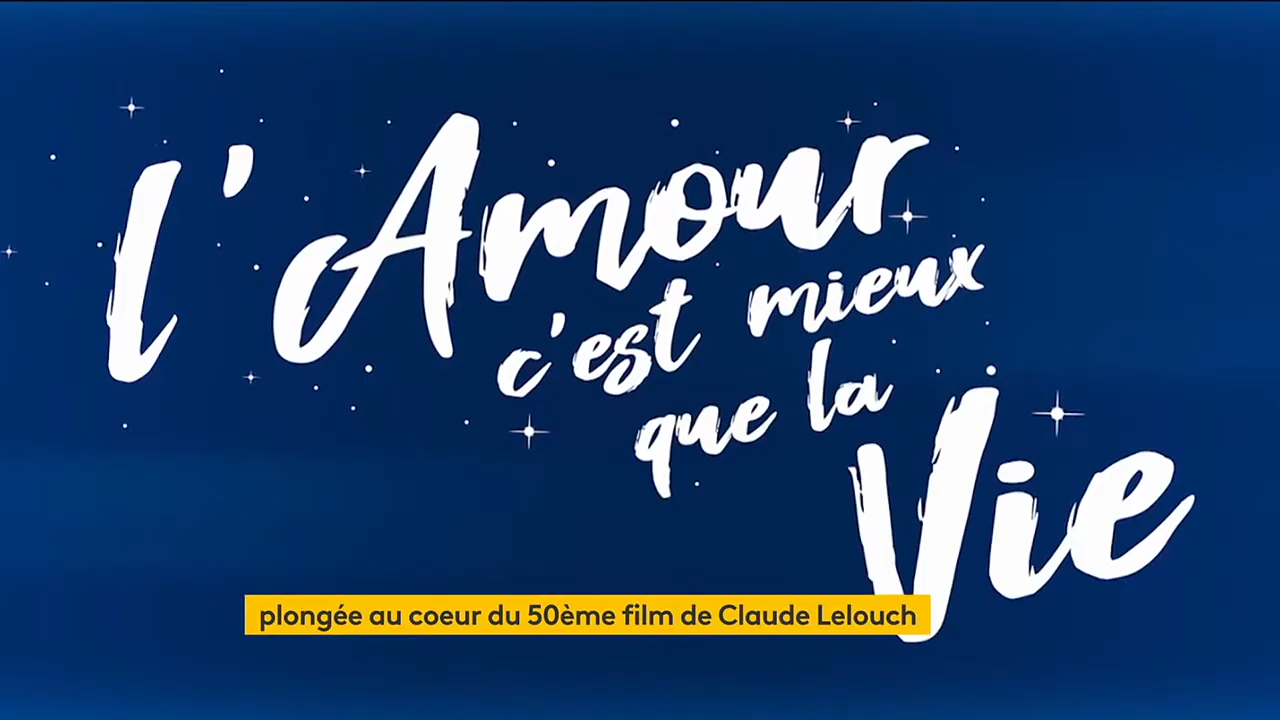 l'Amour
c'est mieux
que la
Vie
plongée au coeur du 50ème film de Claude Lelouch